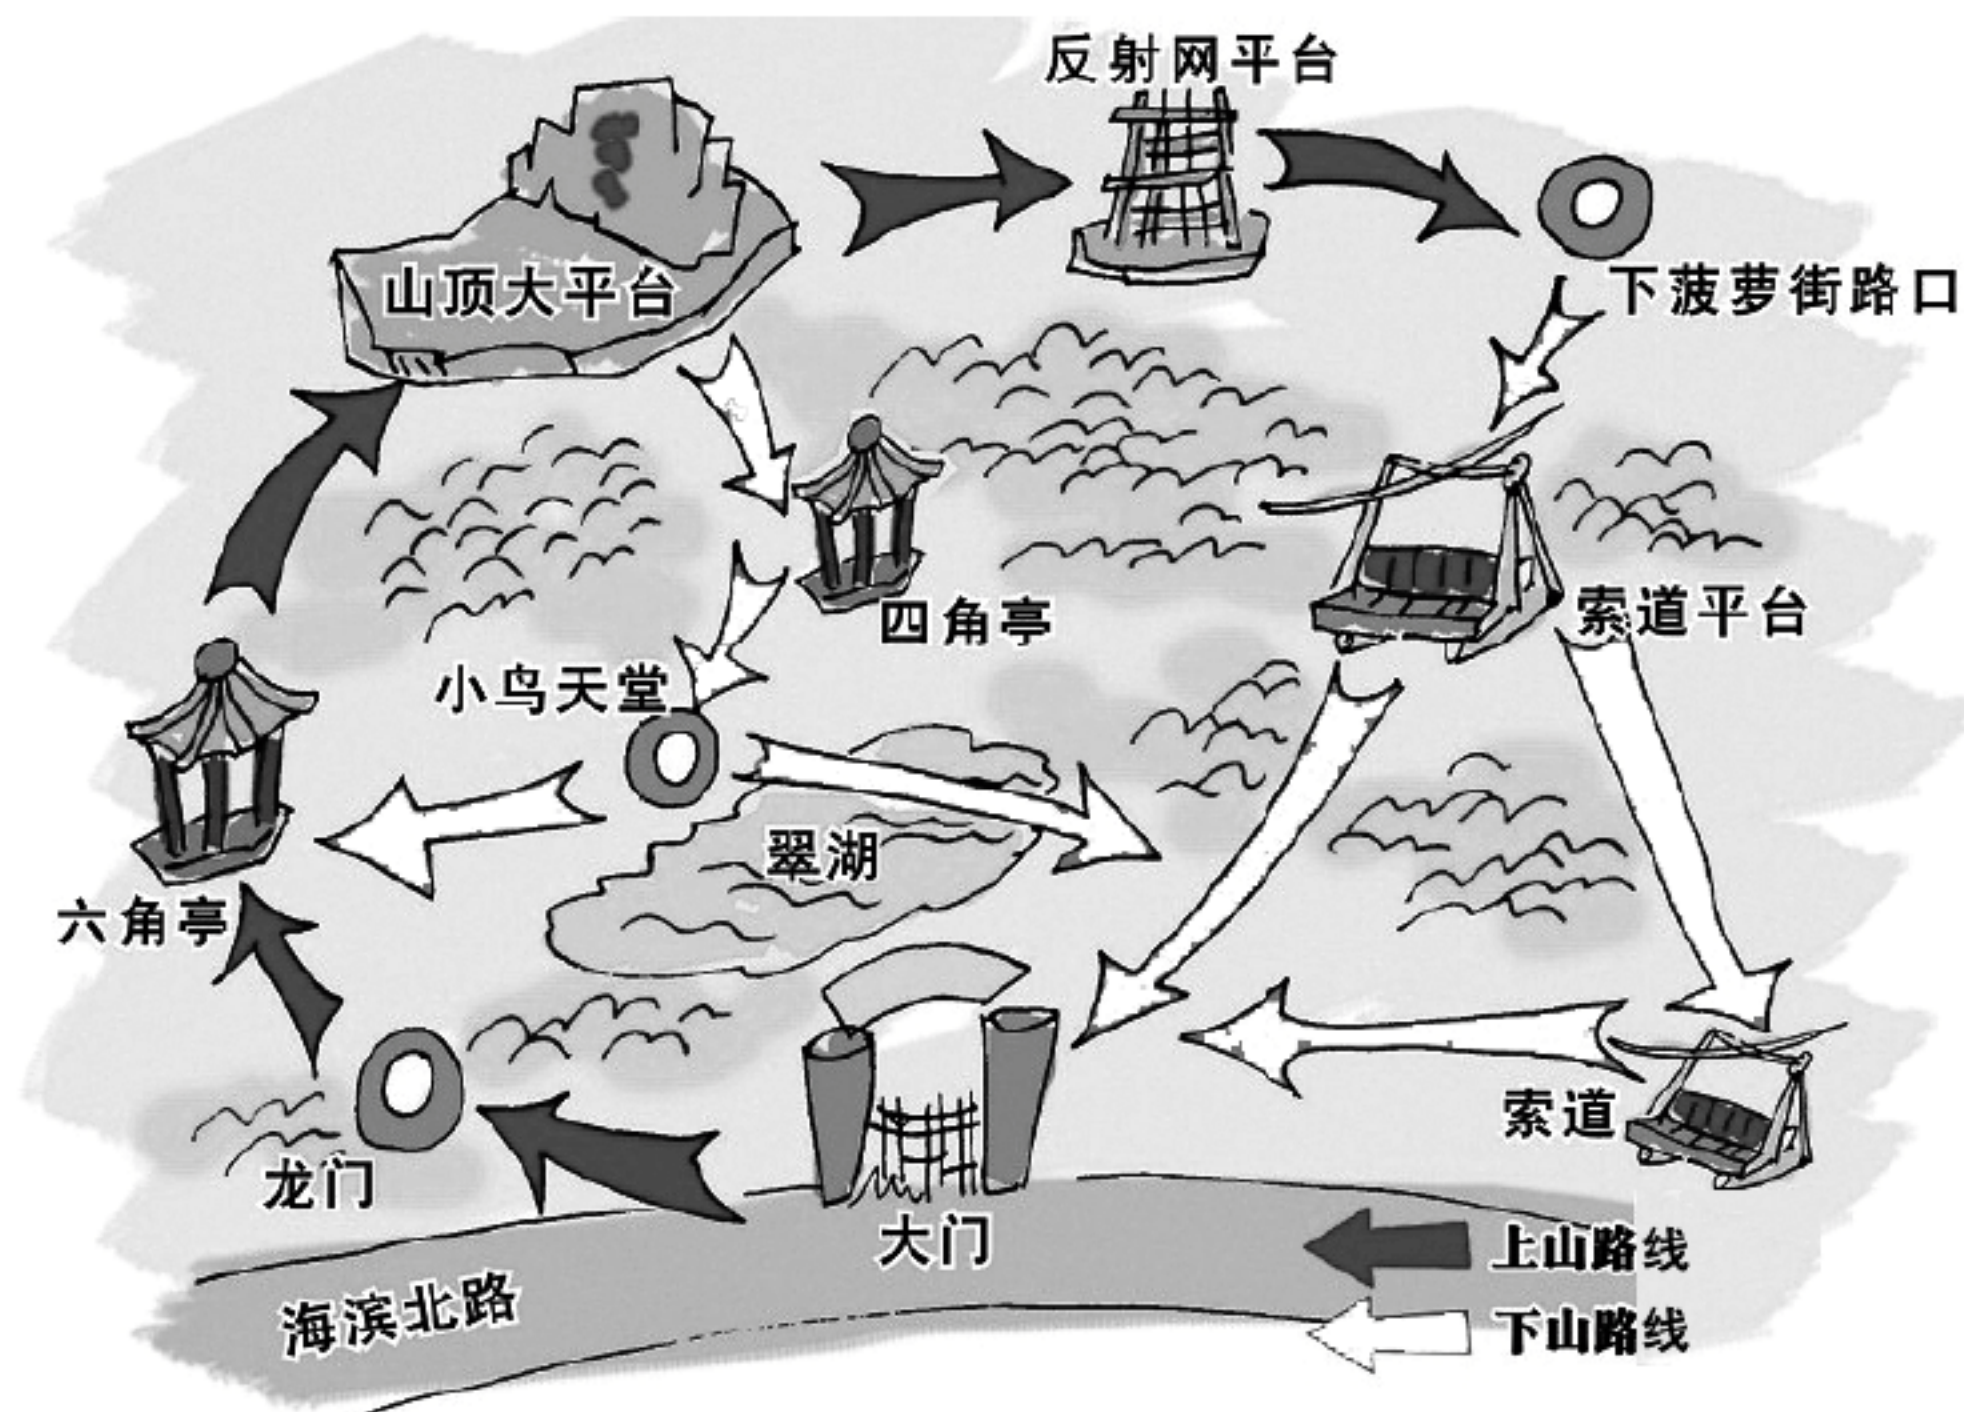 反射网平台
山顶大平台
下菠萝街路口
四角亭
索道平台
小鸟天堂
翠湖
六角亭
索道
龙门
大门
上山路线
海滨北路
下山路线